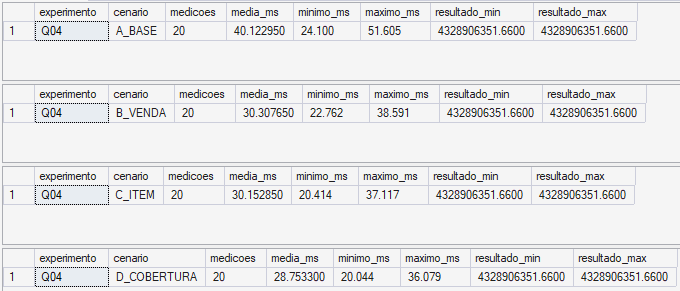 experimento cenario medicoes media_ms minimo_ms maximo_ms resultado_min resultado_max
1 Q04 A_BASE 20 40.122950 24.100 51.605 4328906351.6600 4328906351.6600
experimento cenario medicoes media_ms minimo_ms maximo_ms resultado_min resultado_max
1 Q04 B_VENDA 20 30.307650 22.762 38.591 4328906351.6600 4328906351.6600
experimento cenario medicoes media_ms minimo_ms maximo_ms resultado_min resultado_max
1 Q04 C_ITEM 20 30.152850 20.414 37.117 4328906351.6600 4328906351.6600
experimento cenario medicoes media_ms minimo_ms maximo_ms resultado_min resultado_max
1 Q04 D_COBERTURA 20 28.753300 20.044 36.079 4328906351.6600 4328906351.6600